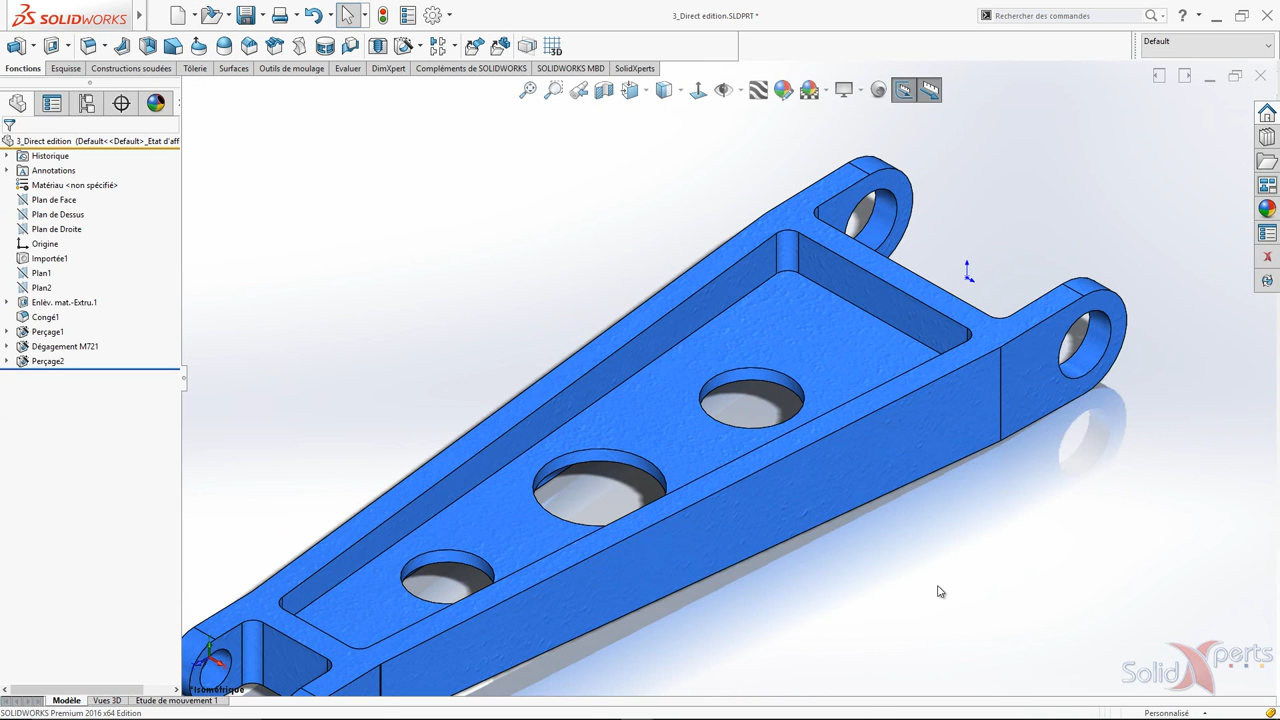 SOLIDWORKS
3_Direct edition.SLDPRT *
Rechercher des commandes
?
3D
Default
Fonctions
Esquisse
Constructions soudées
Tôlerie
Surfaces
Outils de moulage
Evaluer
DimXpert
Compléments de SOLIDWORKS
SOLIDWORKS MBD
SolidXperts
3_Direct edition (Default<<Default>_Etat d'aff
Historique
Annotations
Matériau <non spécifié>
Plan de Face
Plan de Dessus
Plan de Droite
Origine
Importée1
Plan1
Plan2
Enlèv. mat.-Extru.1
Congé1
Perçage1
Dégagement M721
Perçage2
*Isométrique
SolidXperts
Modèle
Vues 3D
Etude de mouvement 1
SOLIDWORKS Premium 2016 x64 Edition
Personnalisé